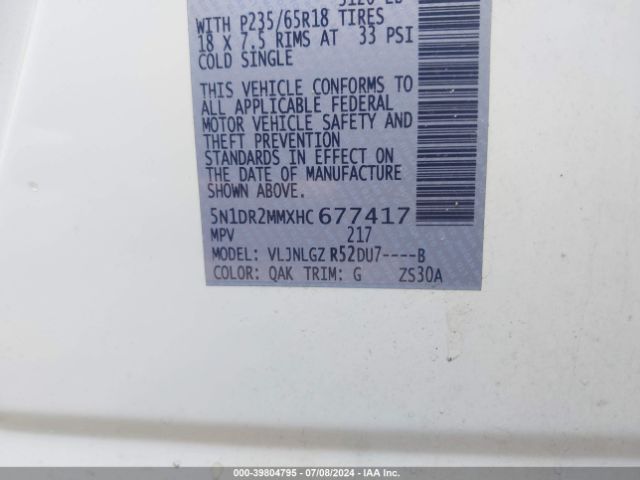 WITH P235/65R18 TIRES
18 X 7.5 RIMS AT 33 PSI
COLD SINGLE
THIS VEHICLE CONFORMS TO
ALL APPLICABLE FEDERAL
MOTOR VEHICLE SAFETY AND
THEFT PREVENTION
STANDARDS IN EFFECT ON
THE DATE OF MANUFACTURE
SHOWN ABOVE.
5N1DR2MMXHC 677417
MPV 217
MODEL: VLJNLGZ R52DU7----B
COLOR: QAK TRIM: G ZS30A
000-39804795 - 07/08/2024 - IAA Inc.